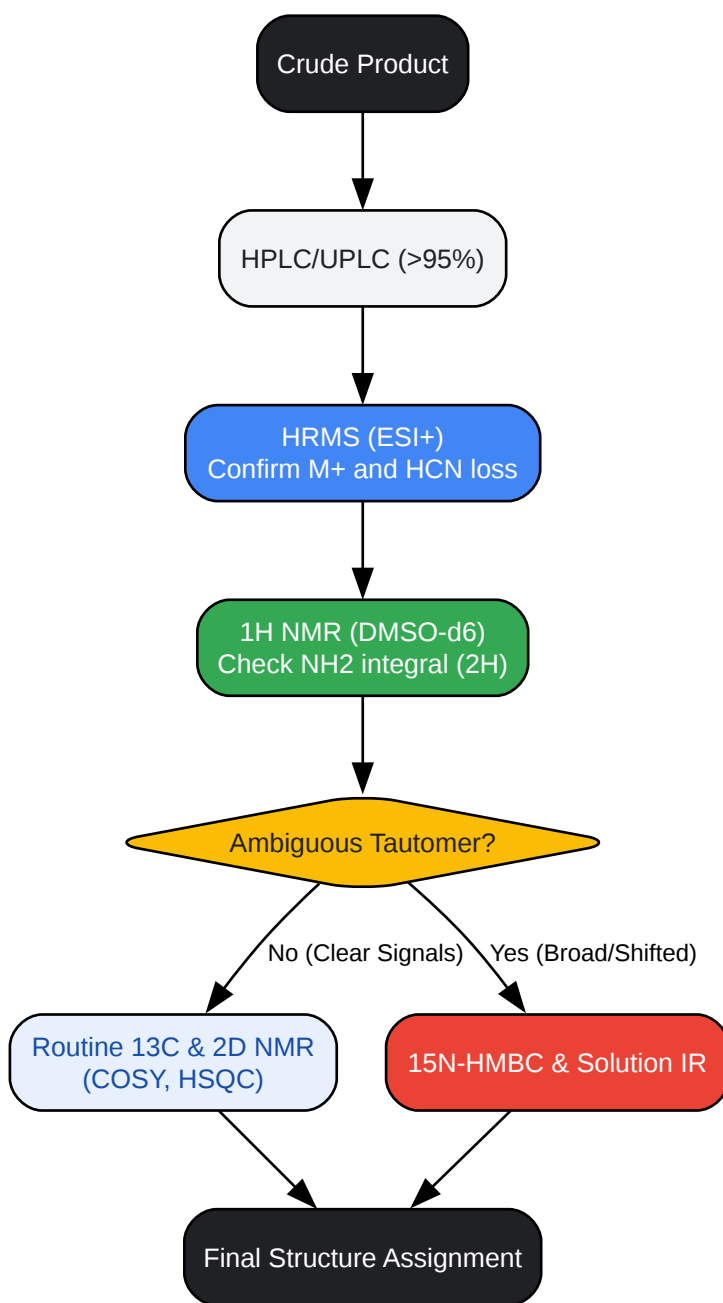 Crude Product
HPLC/UPLC (>95%)
HRMS (ESI+)
Confirm M+ and HCN loss
1H NMR (DMSO-d6)
Check NH2 integral (2H)
Ambiguous Tautomer?
No (Clear Signals)
Yes (Broad/Shifted)
Routine 13C & 2D NMR
(COSY, HSQC)
15N-HMBC & Solution IR
Final Structure Assignment